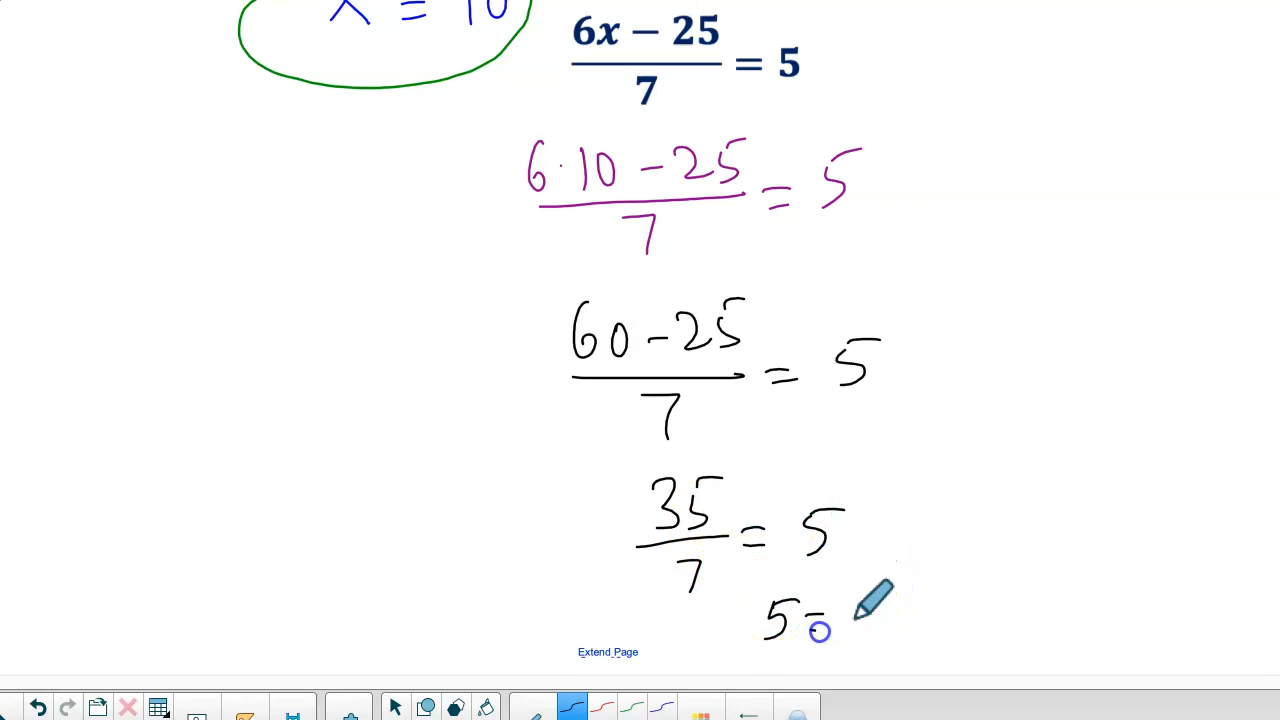 x = 10
6x − 25
7
= 5
6·10 − 25
7
= 5
60 − 25
7
= 5
35
7
= 5
5 =
Extend Page